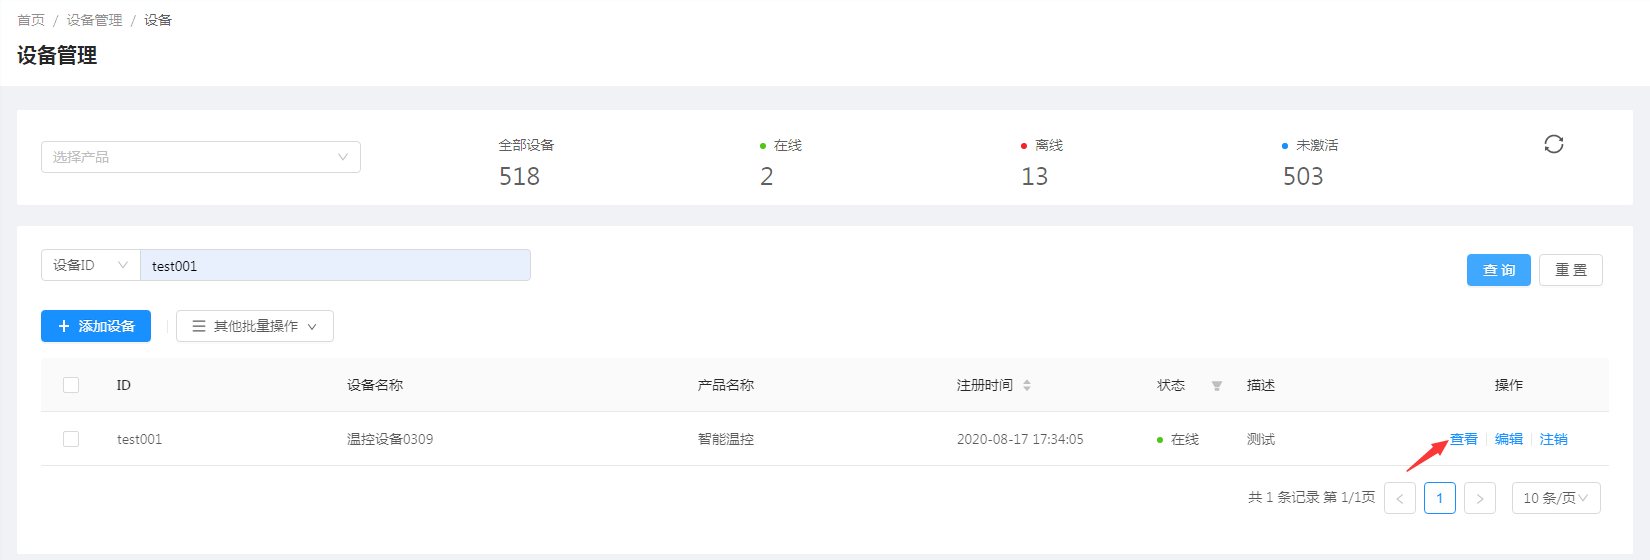 首页 / 设备管理 / 设备
设备管理
选择产品
全部设备 在线 离线 未激活
518 2 13 503
设备ID test001 查 询 重 置
+ 添加设备 其他批量操作
ID 设备名称 产品名称 注册时间 状态 描述 操作
test001 温控设备0309 智能温控 2020-08-17 17:34:05 在线 测试 查看 编辑 注销
共 1 条记录 第 1/1页 < 1 > 10 条/页